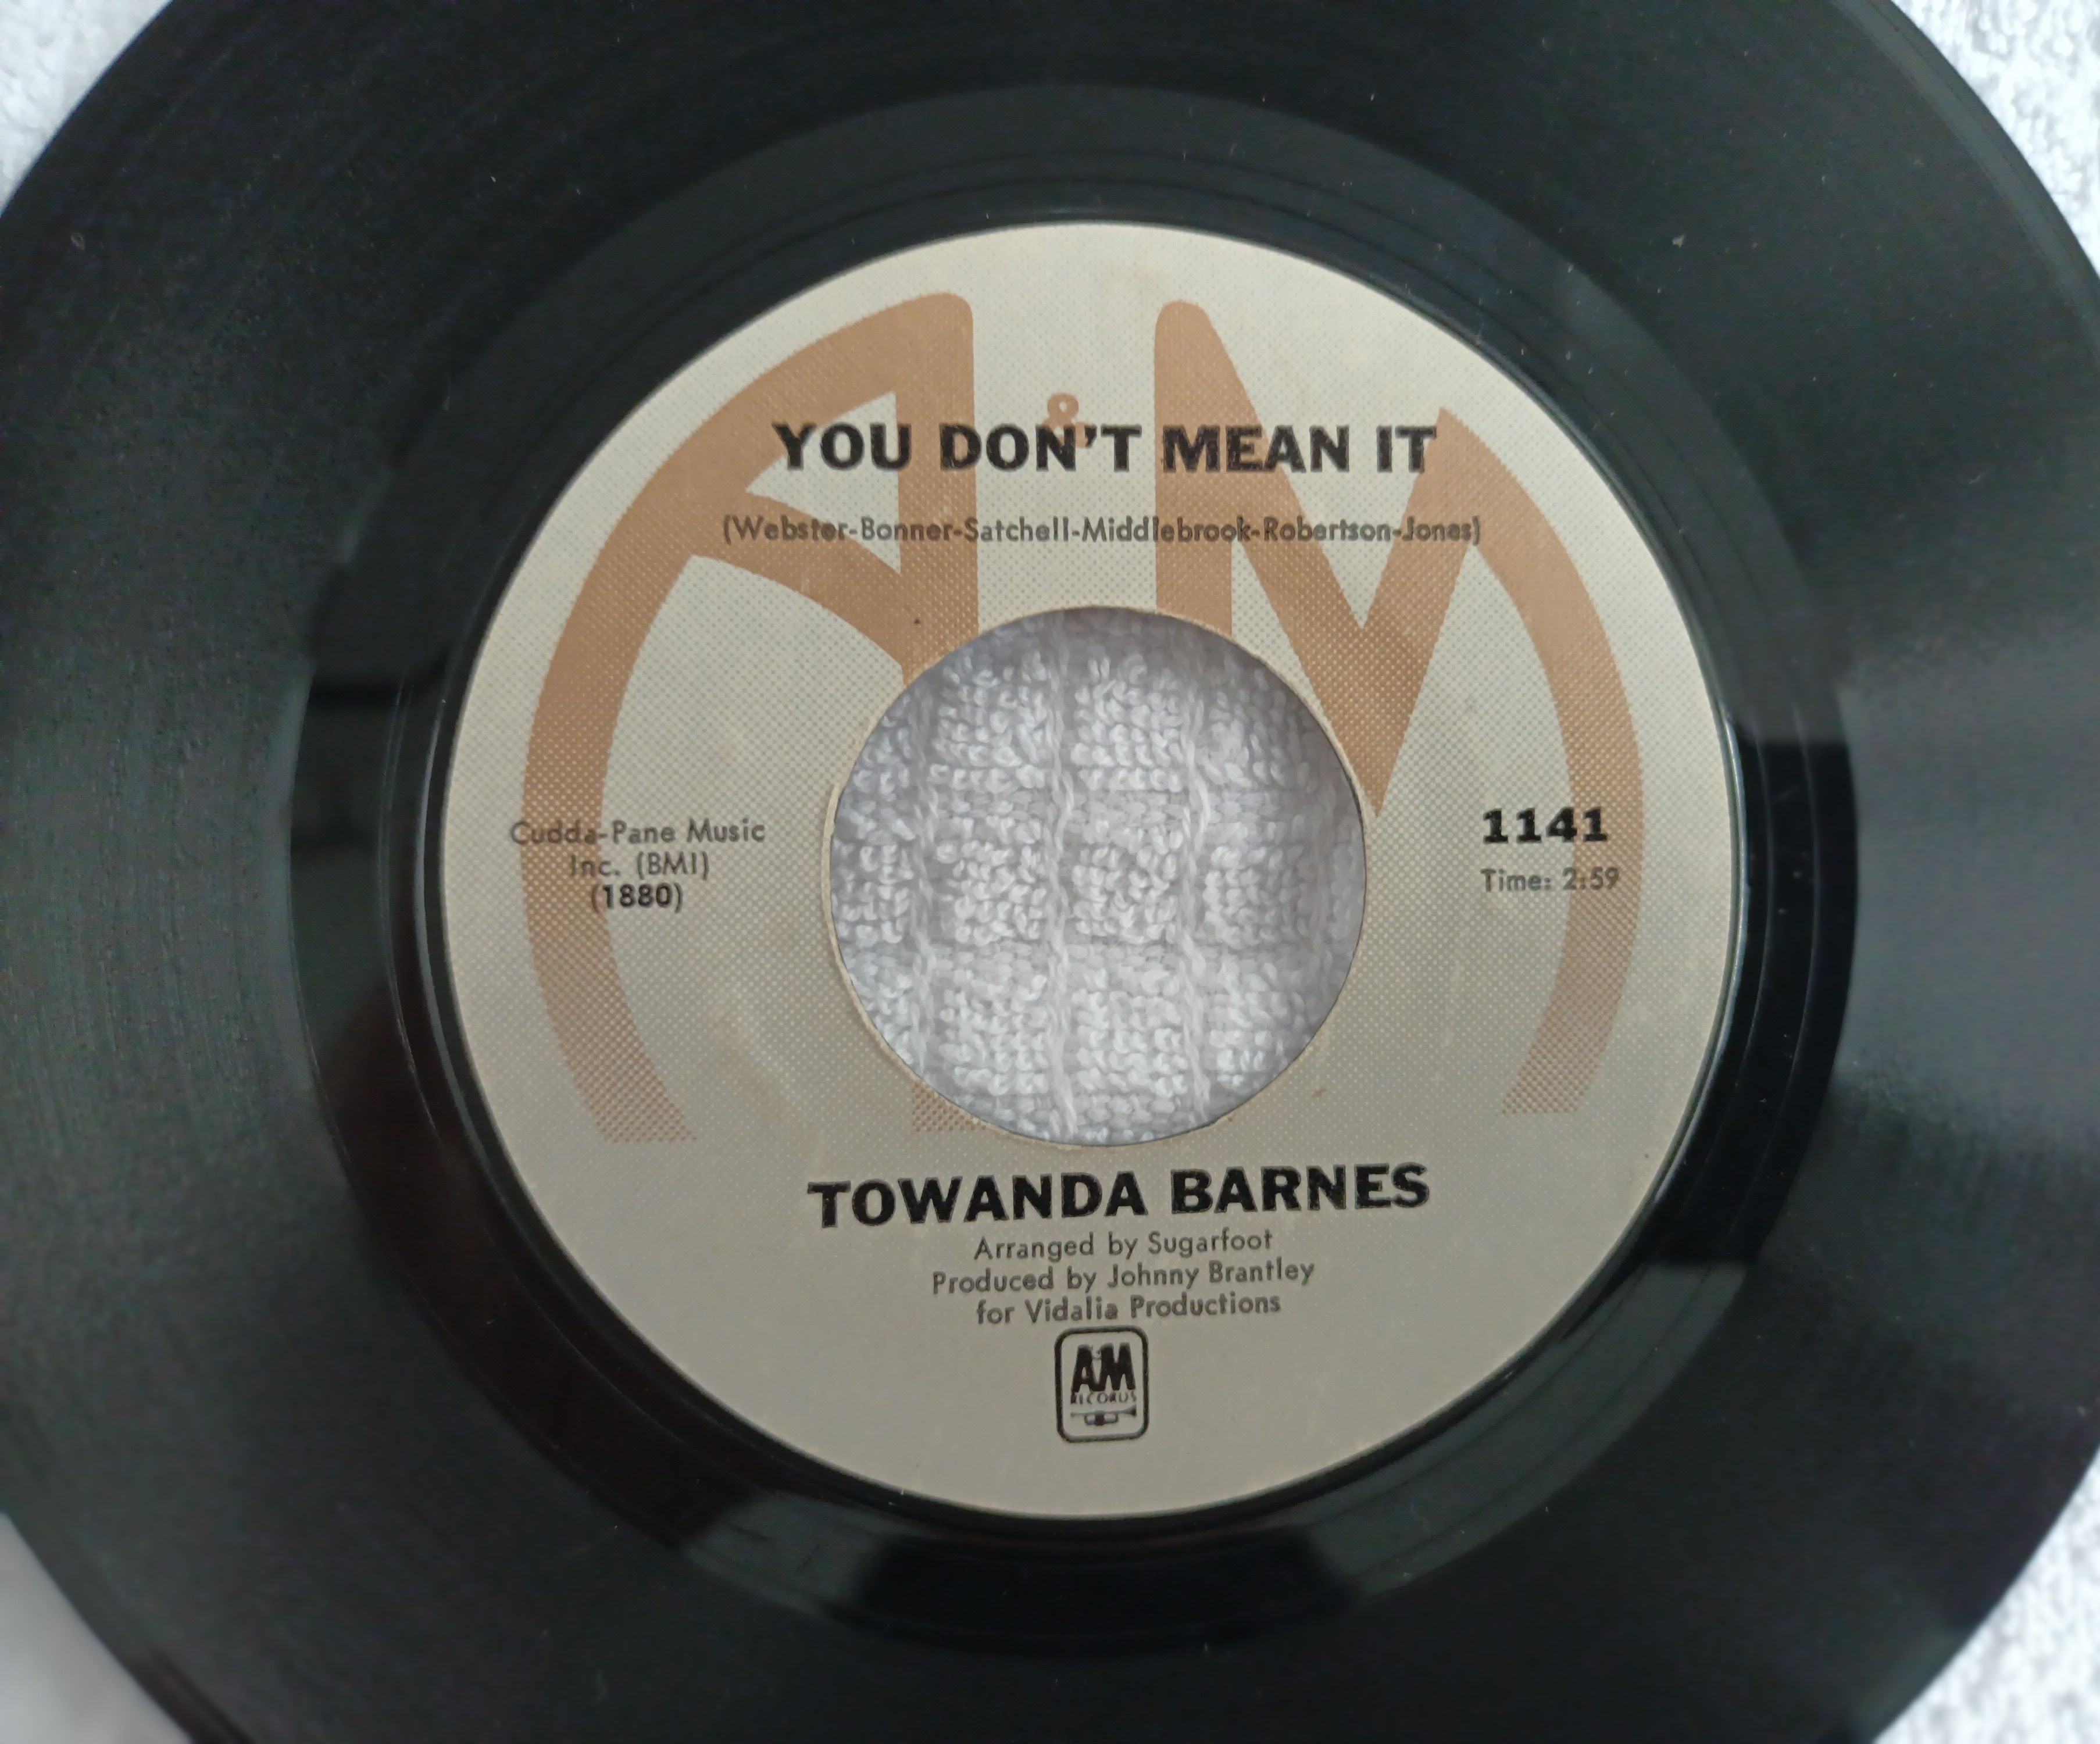 A & M
YOU DON'T MEAN IT
(Webster-Bonner-Satchell-Middlebrook-Robertson-Jones)
Cudda-Pane Music
Inc. (BMI)
(1880)
1141
Time: 2:59
TOWANDA BARNES
Arranged by Sugarfoot
Produced by Johnny Brantley
for Vidalia Productions
A&M
RECORDS